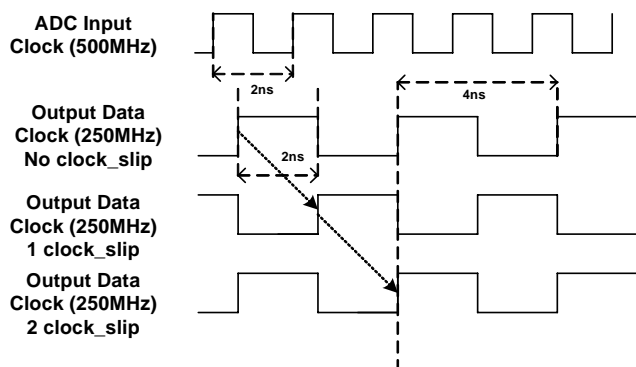 ADC Input
Clock (500MHz)
2ns
4ns
Output Data
Clock (250MHz)
No clock_slip
2ns
Output Data
Clock (250MHz)
1 clock_slip
Output Data
Clock (250MHz)
2 clock_slip